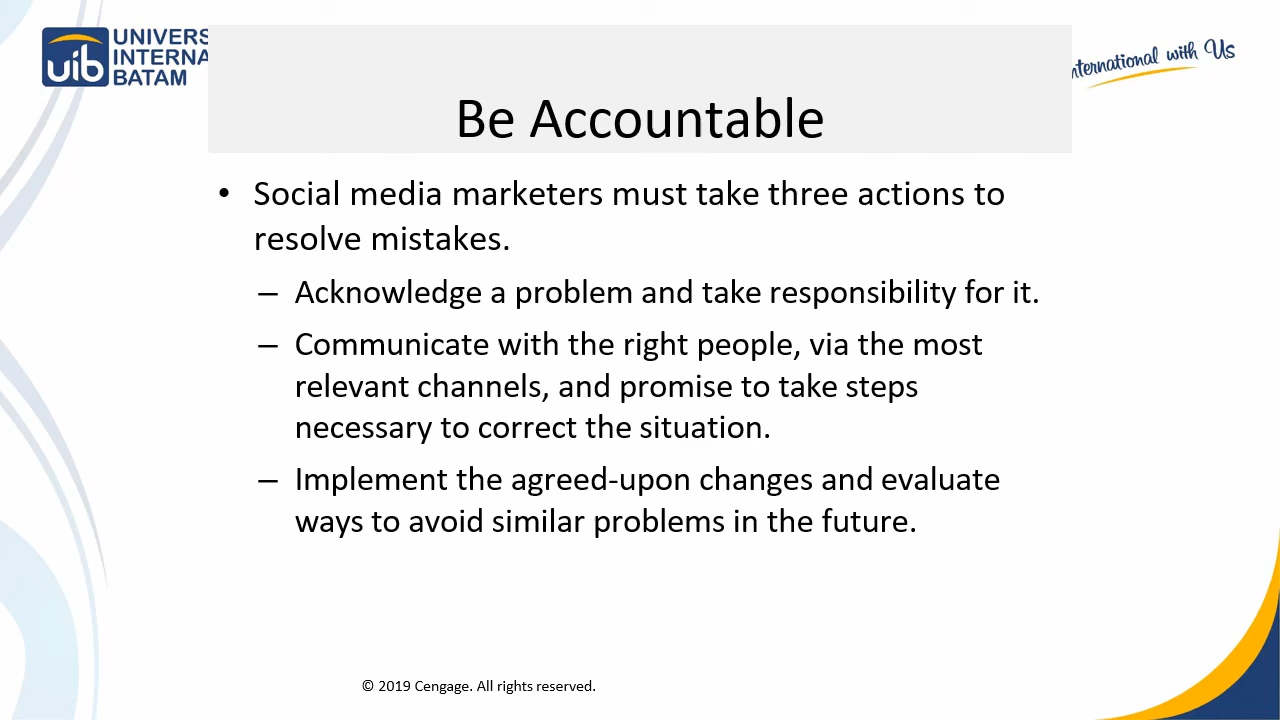 uib
UNIVERS
INTERNA
BATAM
nternational with Us
Be Accountable
• Social media marketers must take three actions to
resolve mistakes.
– Acknowledge a problem and take responsibility for it.
– Communicate with the right people, via the most
relevant channels, and promise to take steps
necessary to correct the situation.
– Implement the agreed-upon changes and evaluate
ways to avoid similar problems in the future.
© 2019 Cengage. All rights reserved.